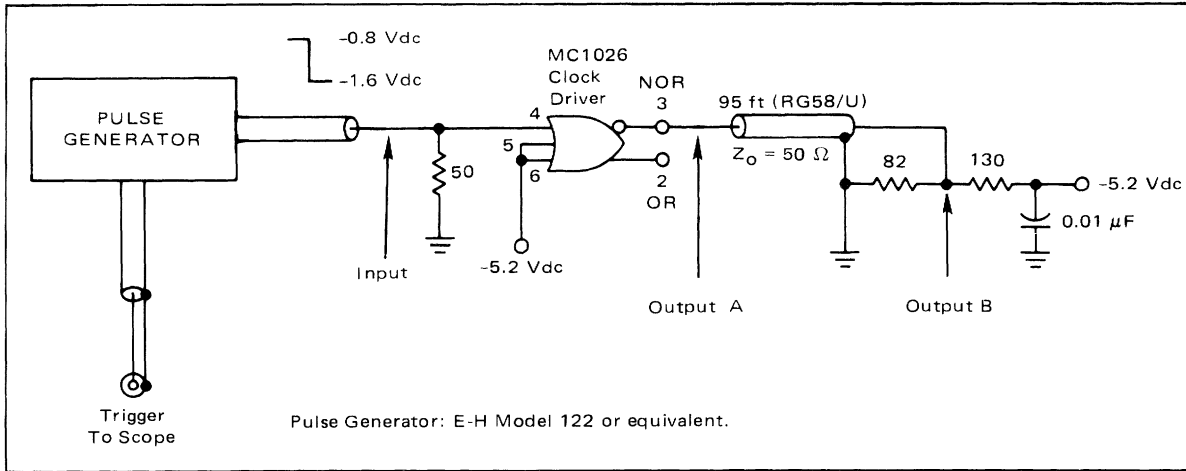 -0.8 Vdc
-1.6 Vdc
PULSE
GENERATOR
MC1026
Clock
Driver
NOR
3
4
5
6
2
OR
50
-5.2 Vdc
Input
95 ft (RG58/U)
Zo = 50 Ω
82
130
-5.2 Vdc
0.01 μF
Output A
Output B
Trigger
To Scope
Pulse Generator: E-H Model 122 or equivalent.